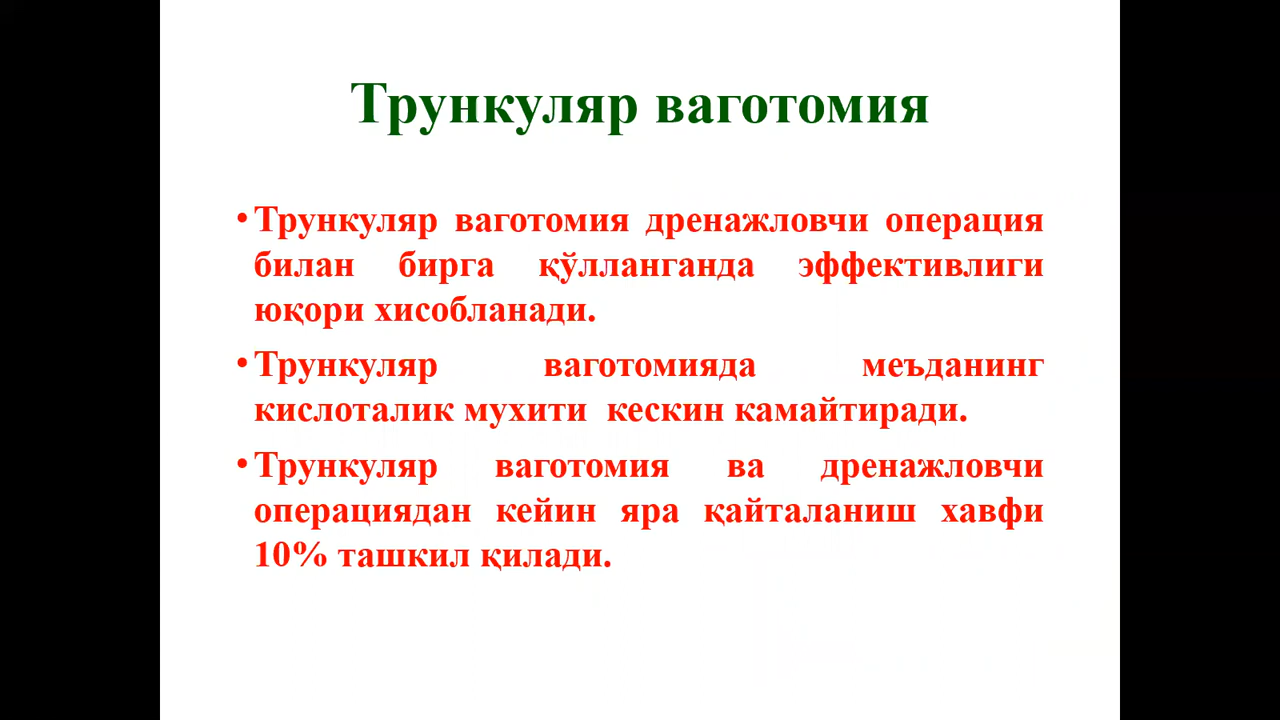 Трункуляр ваготомия
• Трункуляр ваготомия дренажловчи операция
билан бирга қўлланганда эффективлиги
юқори хисобланади.
• Трункуляр ваготомияда меъданинг
кислоталик мухити кескин камайтиради.
• Трункуляр ваготомия ва дренажловчи
операциядан кейин яра қайталаниш хавфи
10% ташкил қилади.